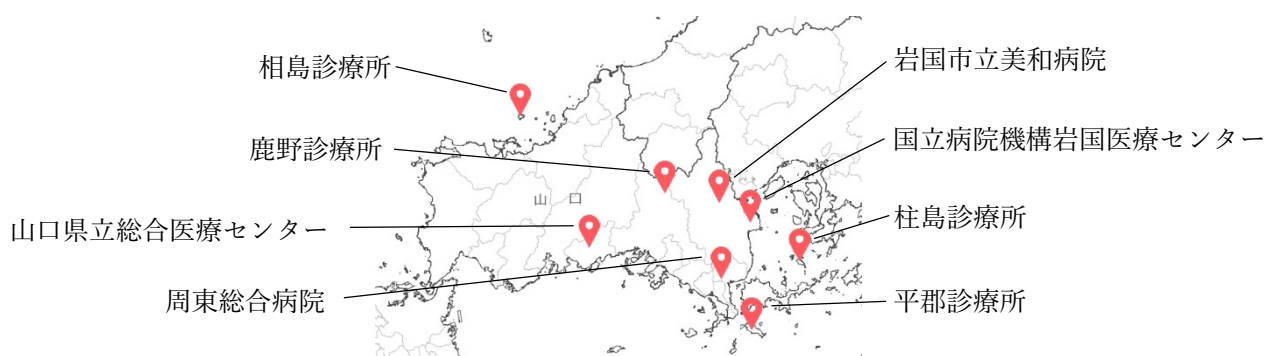 相島診療所
鹿野診療所
山口県立総合医療センター
周東総合病院
山 口
岩国市立美和病院
国立病院機構岩国医療センター
柱島診療所
平郡診療所